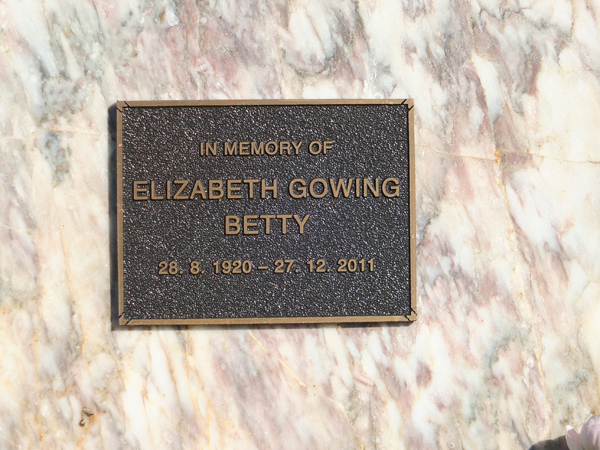 IN MEMORY OF
ELIZABETH GOWING
BETTY
28. 8. 1920 – 27. 12. 2011